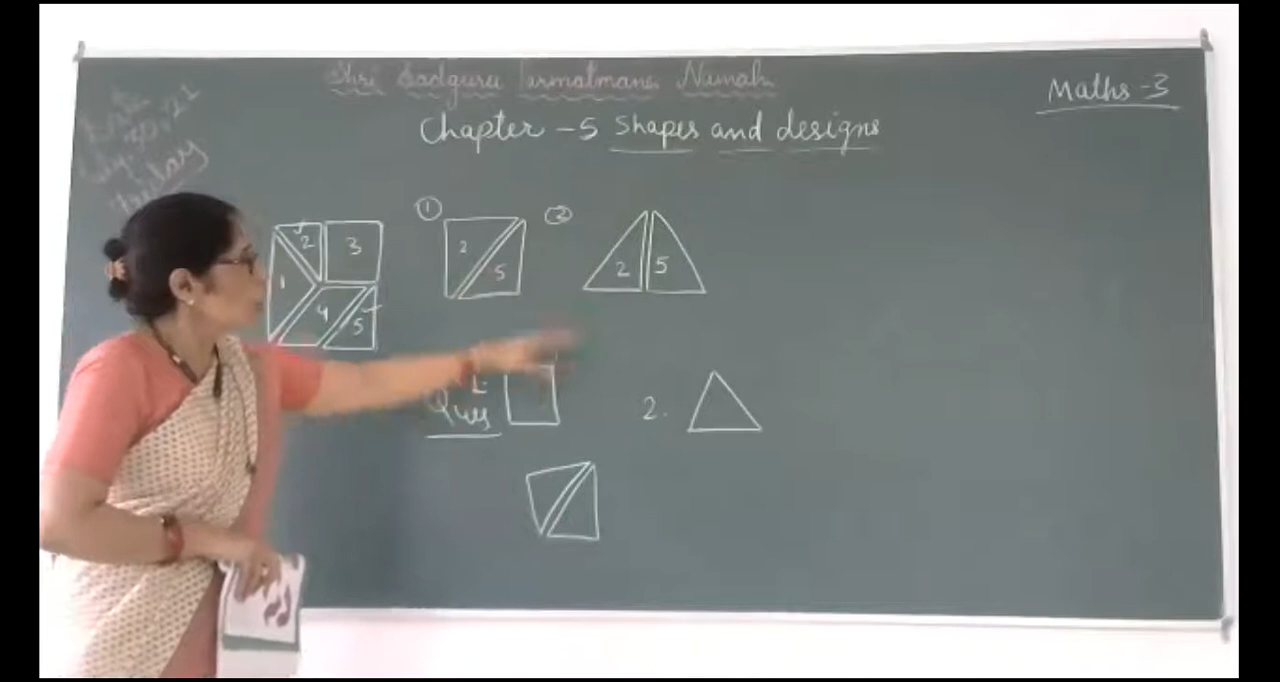 Shri Sadguru Parmatmane Namah
Maths -3
Chapter -5 Shapes and designs
1 2 3 4 5
① 2 5
② 2 5
Ques
2.